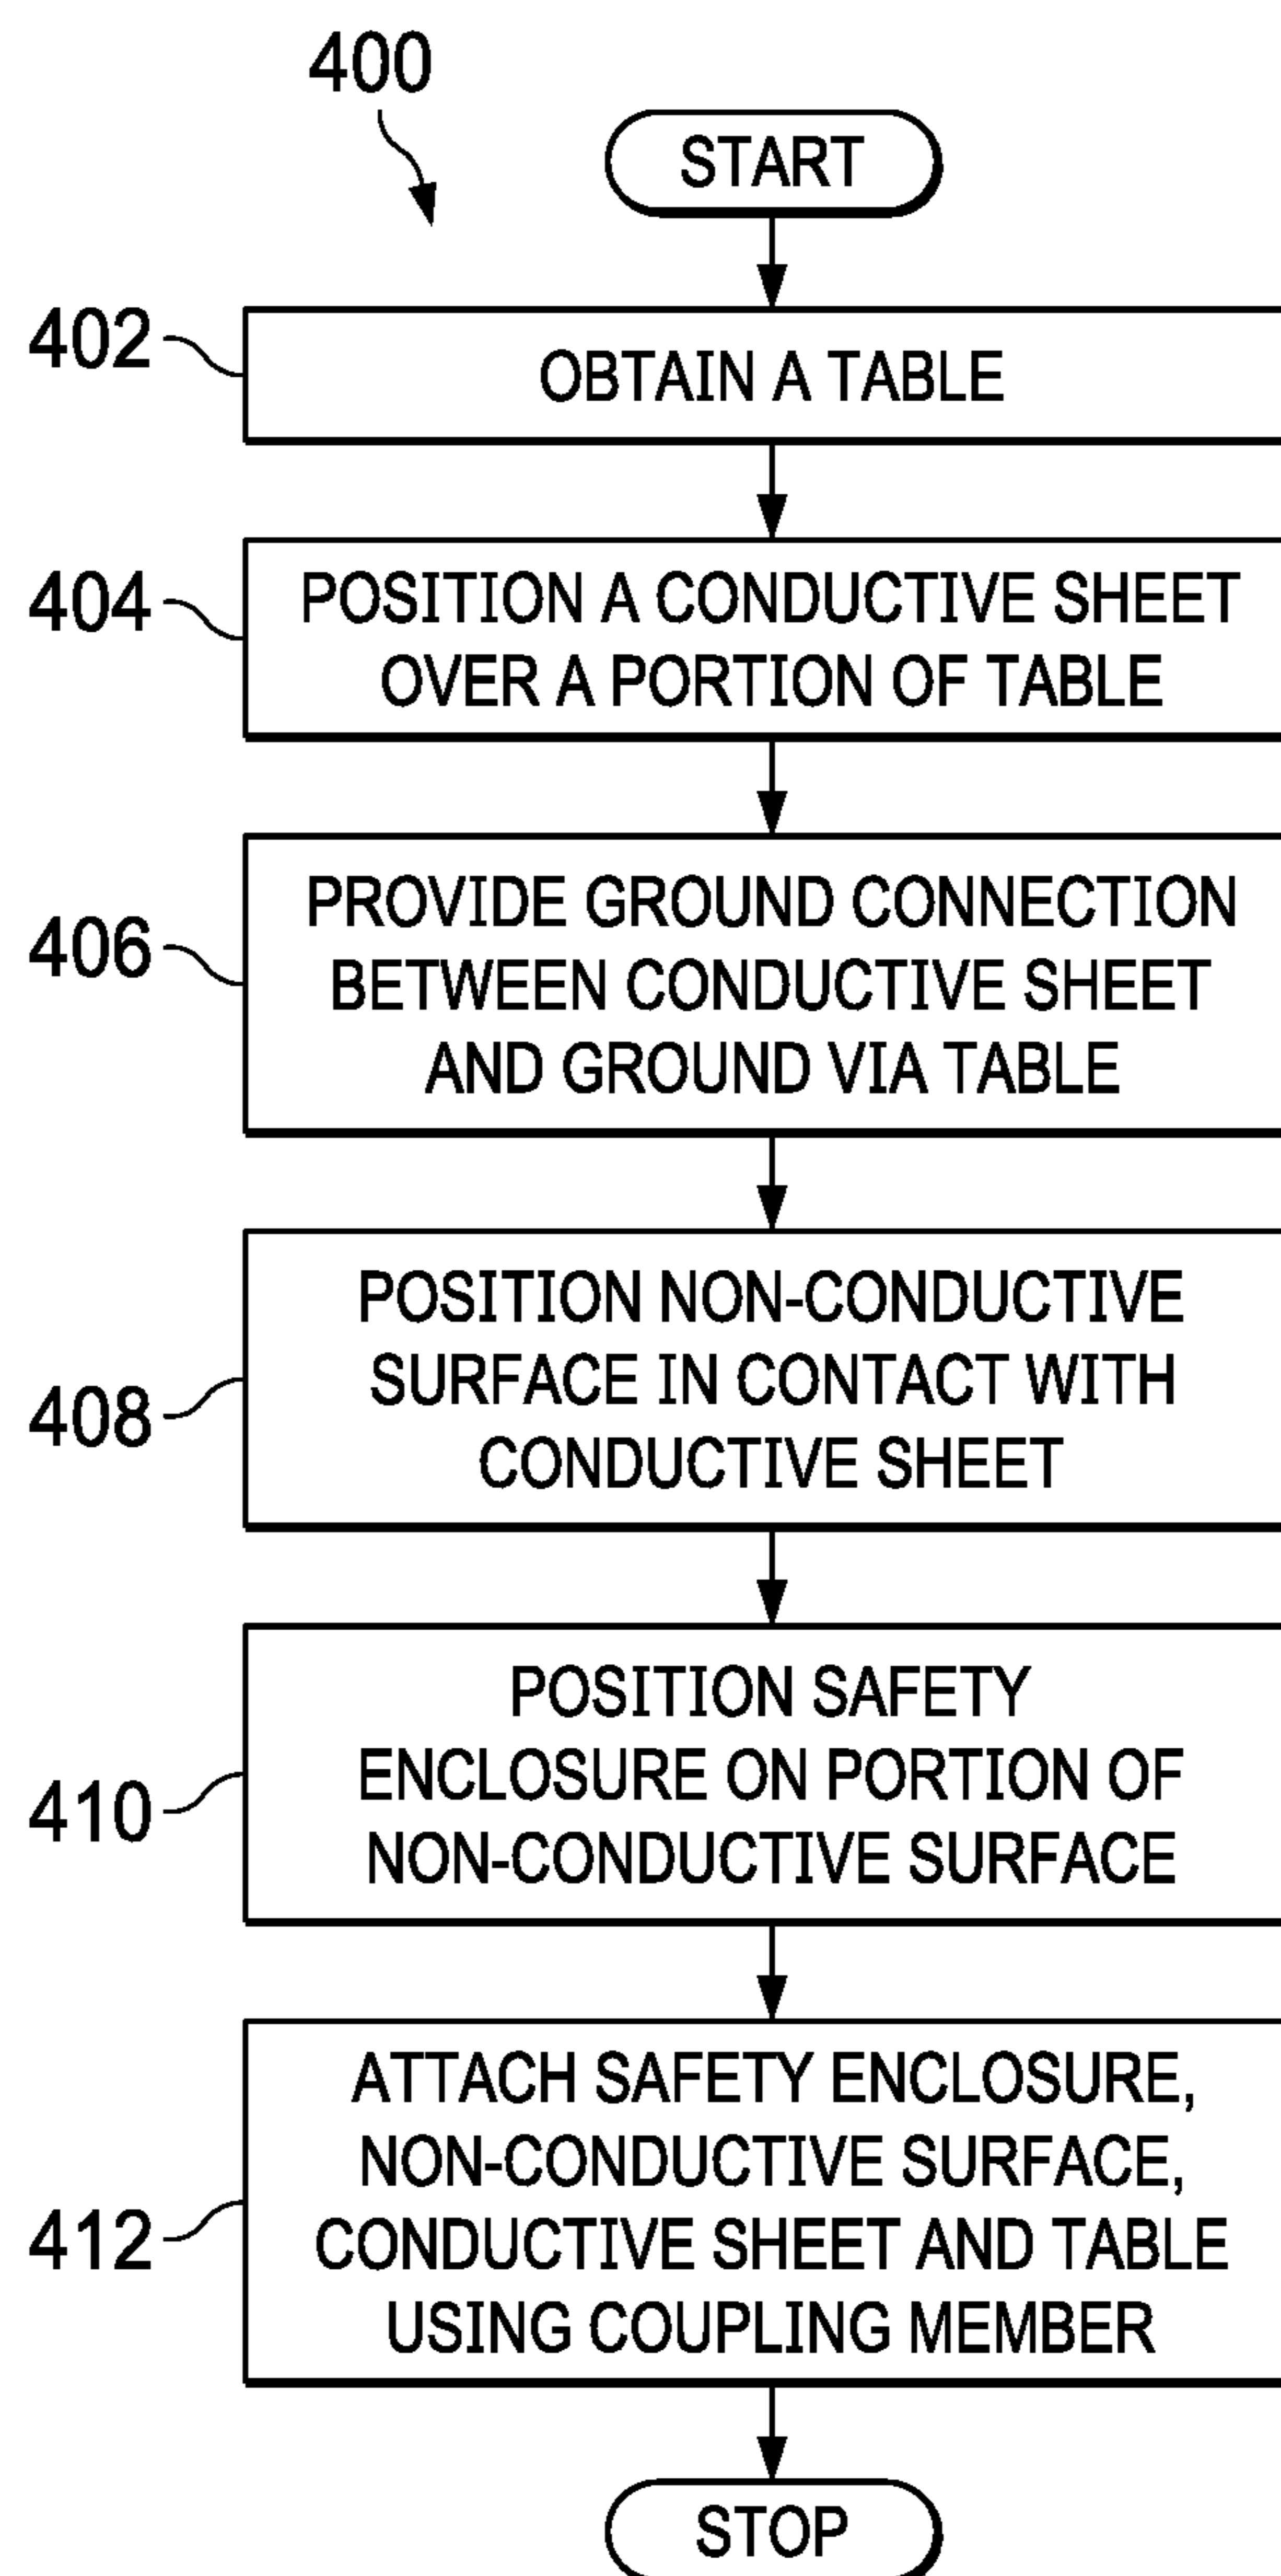 400
START
402
OBTAIN A TABLE
404
POSITION A CONDUCTIVE SHEET
OVER A PORTION OF TABLE
406
PROVIDE GROUND CONNECTION
BETWEEN CONDUCTIVE SHEET
AND GROUND VIA TABLE
408
POSITION NON-CONDUCTIVE
SURFACE IN CONTACT WITH
CONDUCTIVE SHEET
410
POSITION SAFETY
ENCLOSURE ON PORTION OF
NON-CONDUCTIVE SURFACE
412
ATTACH SAFETY ENCLOSURE,
NON-CONDUCTIVE SURFACE,
CONDUCTIVE SHEET AND TABLE
USING COUPLING MEMBER
STOP